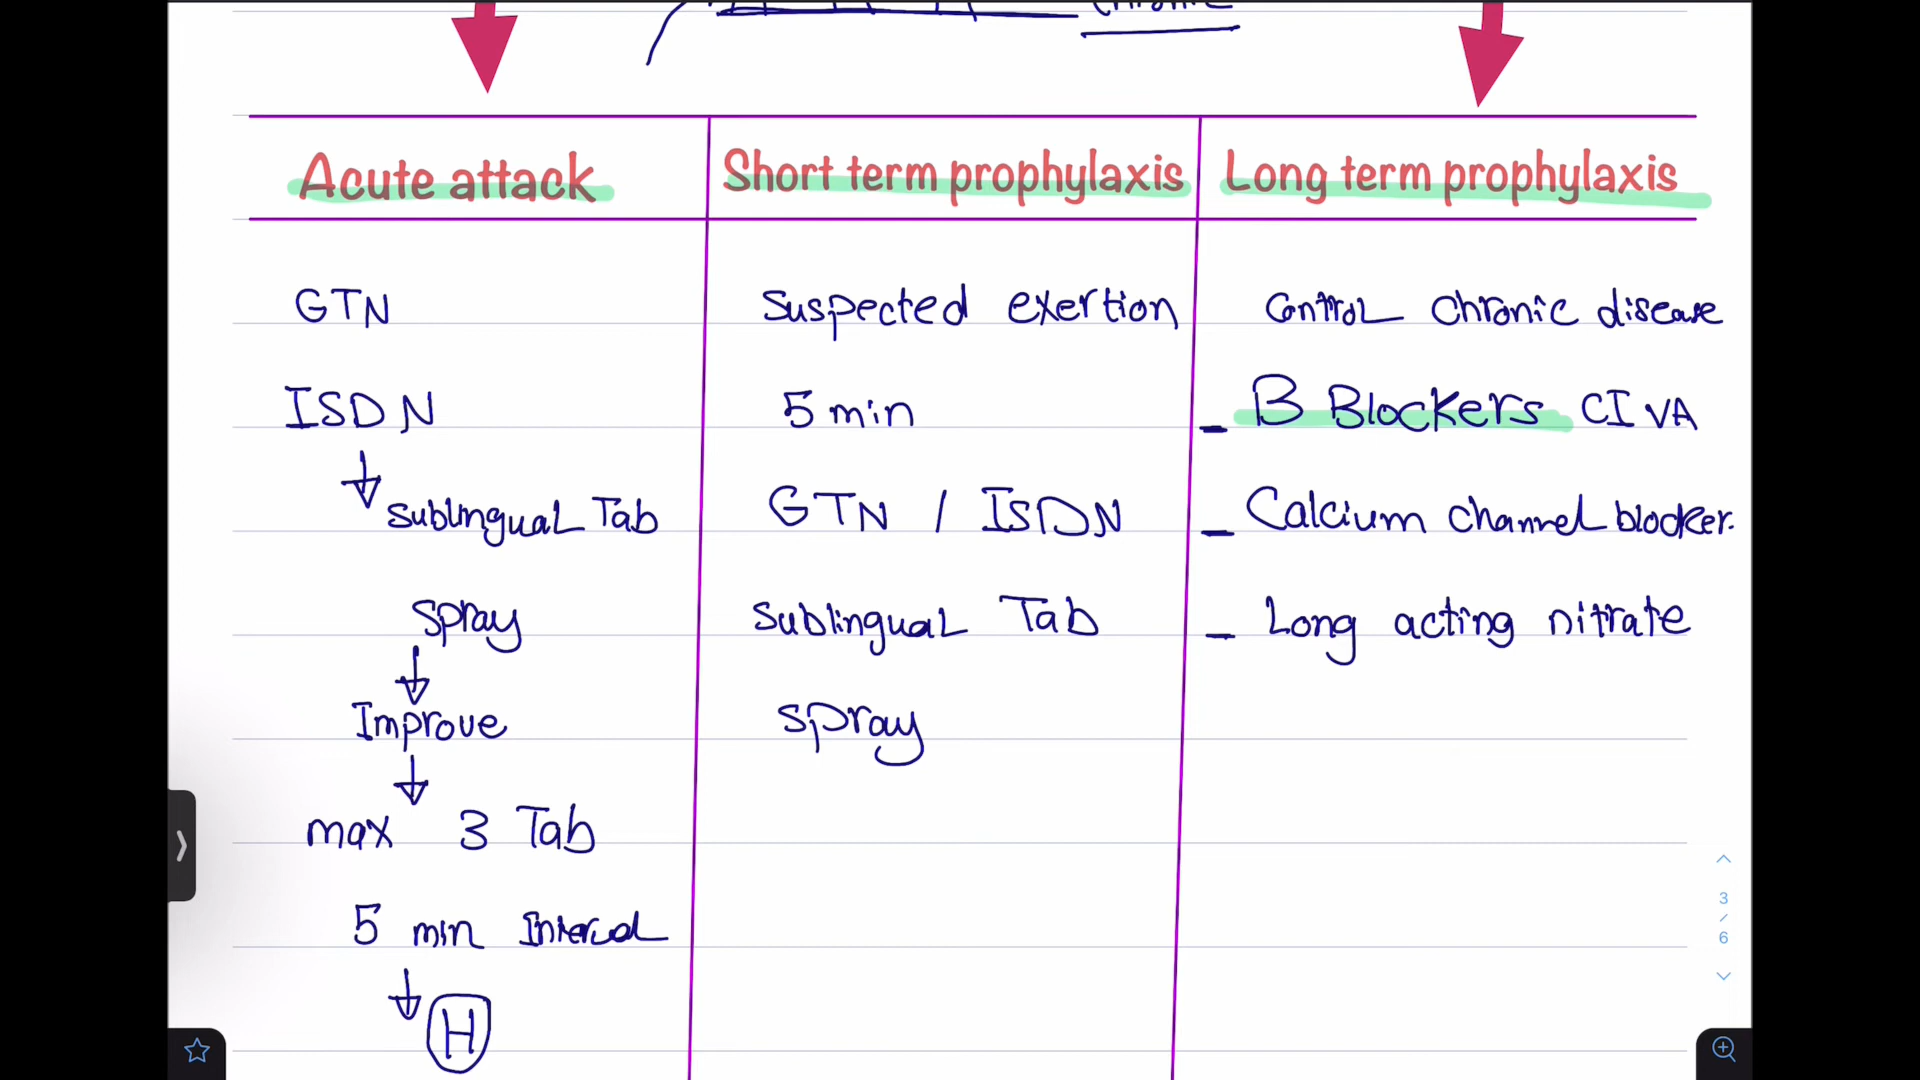 Acute attack
Short term prophylaxis
Long term prophylaxis
GTN
ISDN
Sublingual Tab
Spray
Improve
max 3 Tab
5 min Interval
H
Suspected exertion
5 min
GTN / ISDN
Sublingual Tab
Spray
Control chronic disease
- B Blockers CI VA
- Calcium channel blocker.
- Long acting nitrate
3
/
6